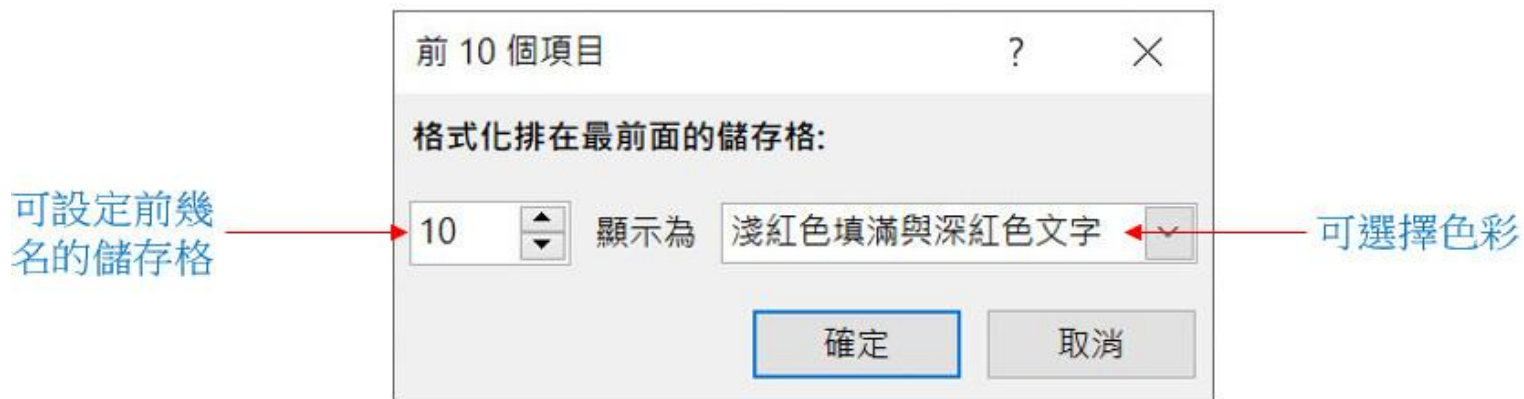 前 10 個項目
格式化排在最前面的儲存格:
可設定前幾
名的儲存格
10 顯示為 淺紅色填滿與深紅色文字
可選擇色彩
確定 取消